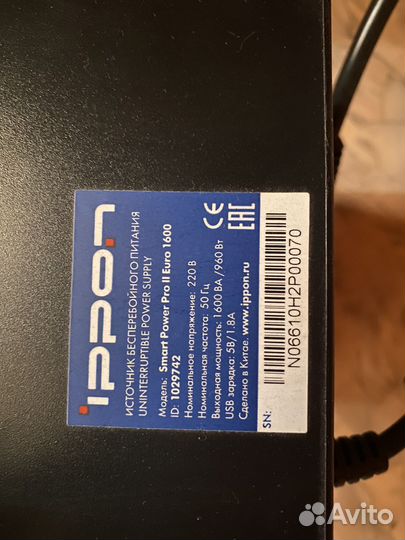 ippon
ИСТОЧНИК БЕСПЕРЕБОЙНОГО ПИТАНИЯ
UNINTERRUPTIBLE POWER SUPPLY
Модель: Smart Power Pro II Euro 1600
ID: 1029742
Номинальное напряжение: 220 В
Номинальная частота: 50 Гц
Выходная мощность: 1600 ВА/960 Вт
USB зарядка: 5В/1.8А
Сделано в Китае. www.ippon.ru
CE
EAC
SN:
N06610H2P00070
Avito